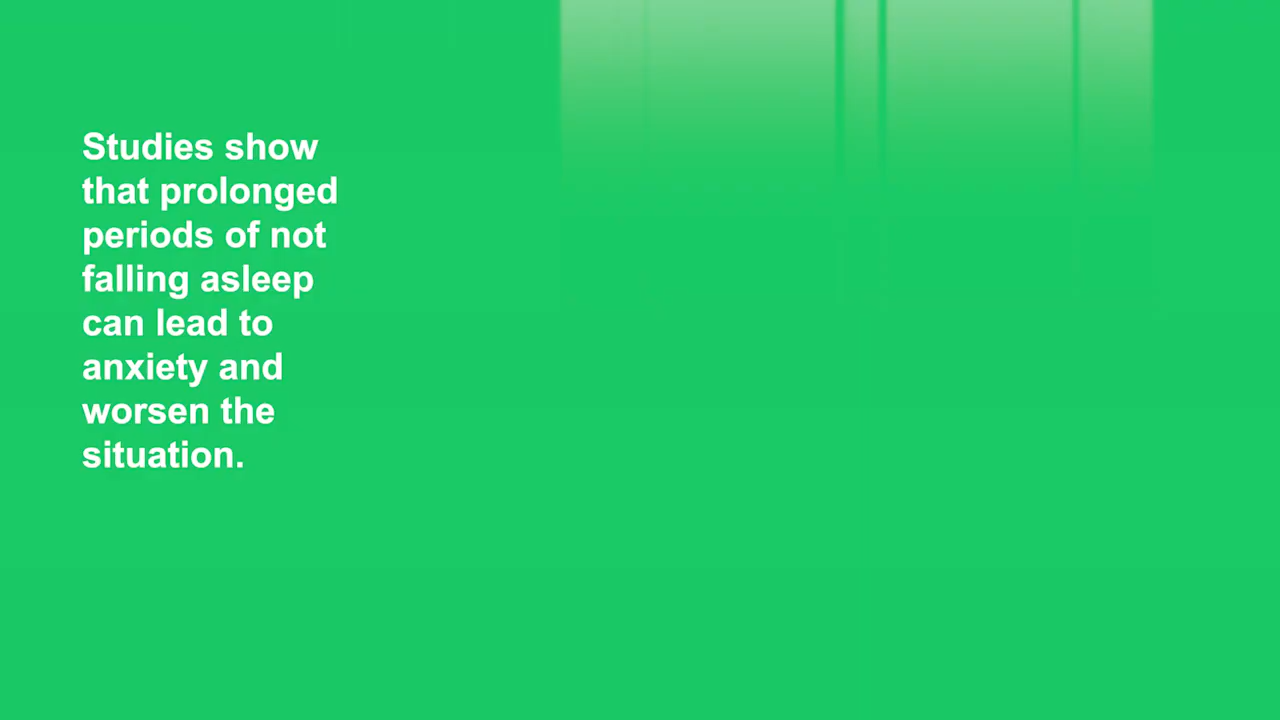 Studies show
that prolonged
periods of not
falling asleep
can lead to
anxiety and
worsen the
situation.